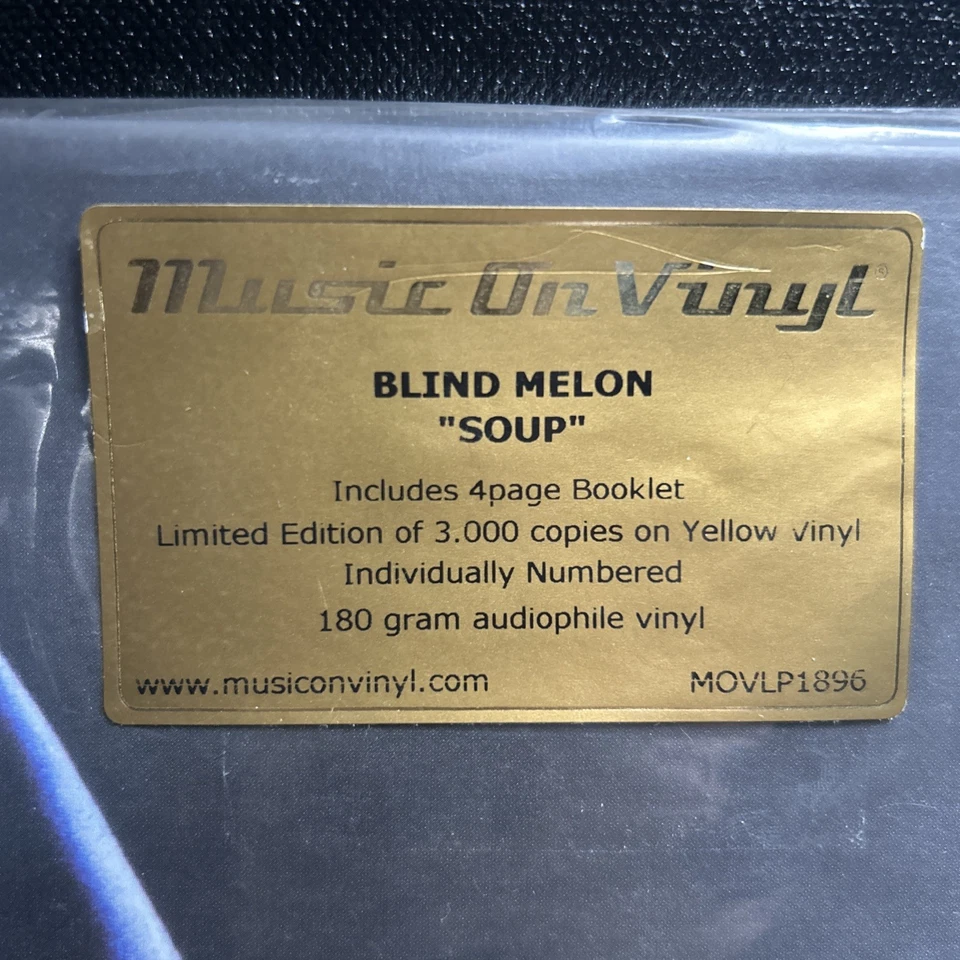 Music On Vinyl®
BLIND MELON
"SOUP"
Includes 4page Booklet
Limited Edition of 3.000 copies on Yellow Vinyl
Individually Numbered
180 gram audiophile vinyl
www.musiconvinyl.com MOVLP1896